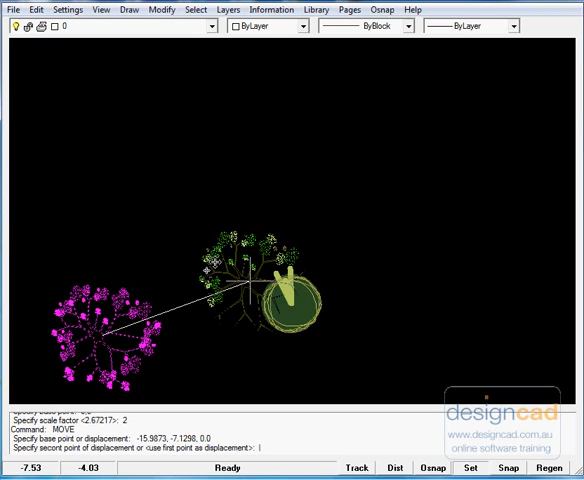 File Edit Settings View Draw Modify Select Layers Information Library Pages Osnap Help
0 ByLayer ByBlock ByLayer
Specify scale factor <2.67217>: 2
Command: MOVE
Specify base point or displacement: -15.9873, -7.1298, 0.0
Specify secont point of displacement or <use first point as displacement>:
designcad
www.designcad.com.au
online software training
-7.53 -4.03 Ready Track Dist Osnap Set Snap Regen